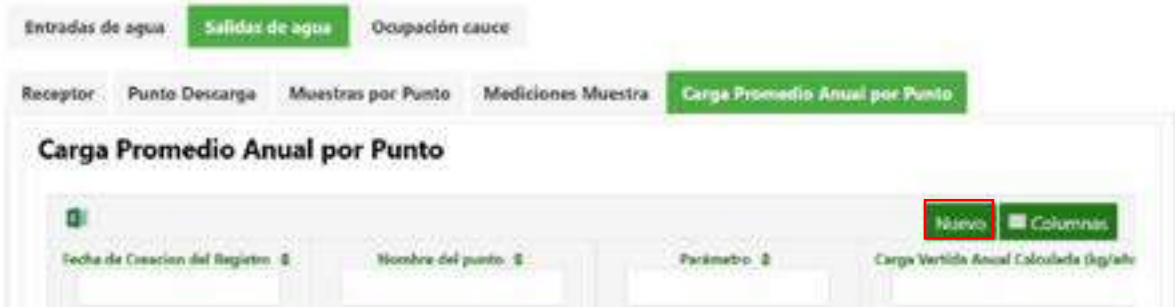 Entradas de agua Salidas de agua Ocupación cauce
Receptor Punto Descarga Muestras por Punto Mediciones Muestra Carga Promedio Anual por Punto
Carga Promedio Anual por Punto
Nuevo Columnas
Fecha de Creacion del Registro Nombre del punto Parámetro Carga Vertida Anual Calculada (kg/año